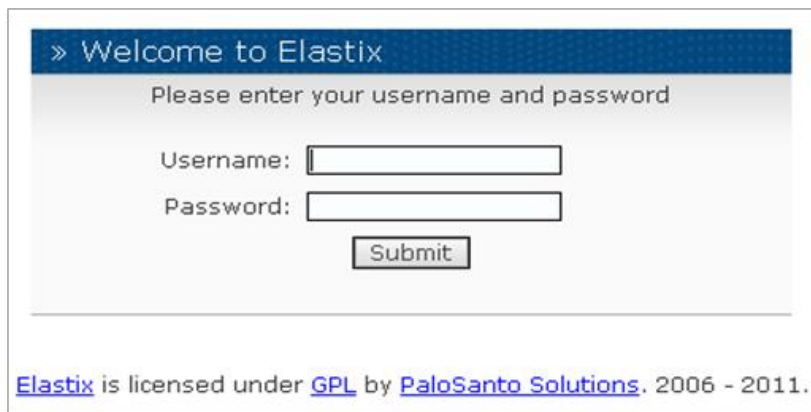 » Welcome to Elastix
Please enter your username and password
Username:
Password:
Submit
Elastix is licensed under GPL by PaloSanto Solutions. 2006 - 2011.